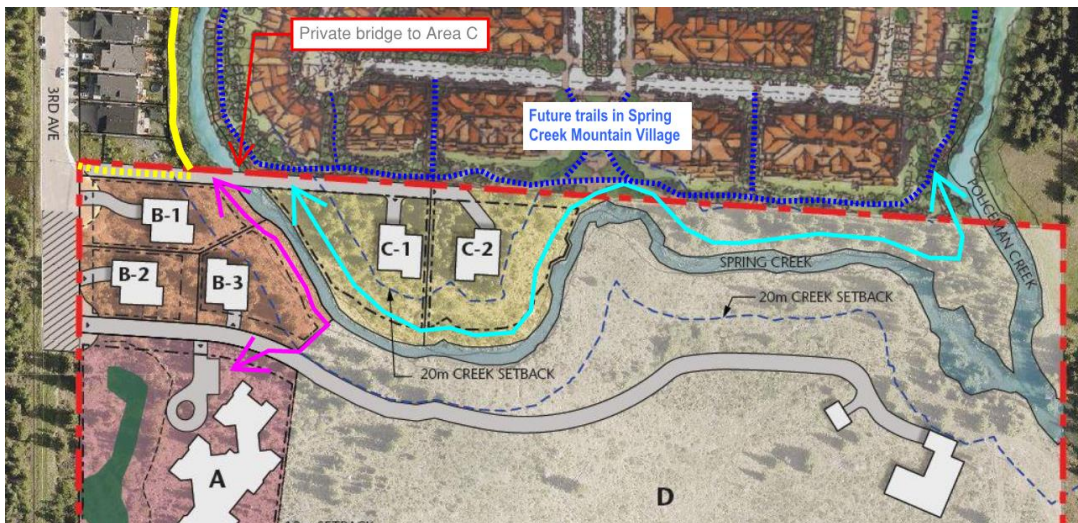 Private bridge to Area C
3RD AVE
Future trails in Spring
Creek Mountain Village
POLICEMAN CREEK
B-1
C-1
C-2
B-2
B-3
SPRING CREEK
20m CREEK SETBACK
20m CREEK SETBACK
A
D
SETBACK